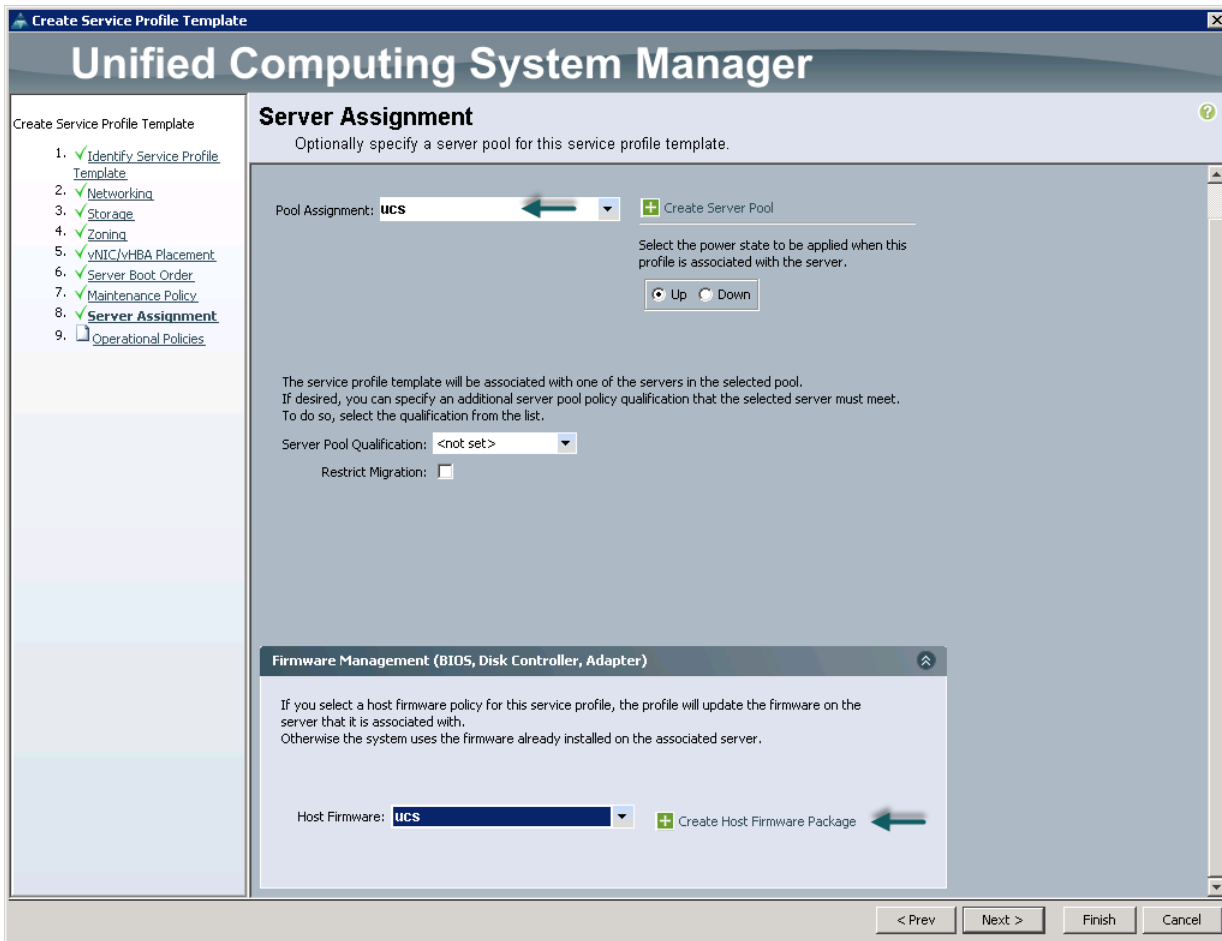 Create Service Profile Template
Unified Computing System Manager
Create Service Profile Template
1. Identify Service Profile
Template
2. Networking
3. Storage
4. Zoning
5. vNIC/vHBA Placement
6. Server Boot Order
7. Maintenance Policy
8. Server Assignment
9. Operational Policies
Server Assignment
Optionally specify a server pool for this service profile template.
Pool Assignment: ucs
Create Server Pool
Select the power state to be applied when this
profile is associated with the server.
Up Down
The service profile template will be associated with one of the servers in the selected pool.
If desired, you can specify an additional server pool policy qualification that the selected server must meet.
To do so, select the qualification from the list.
Server Pool Qualification: <not set>
Restrict Migration:
Firmware Management (BIOS, Disk Controller, Adapter)
If you select a host firmware policy for this service profile, the profile will update the firmware on the
server that it is associated with.
Otherwise the system uses the firmware already installed on the associated server.
Host Firmware: ucs
Create Host Firmware Package
< Prev Next > Finish Cancel